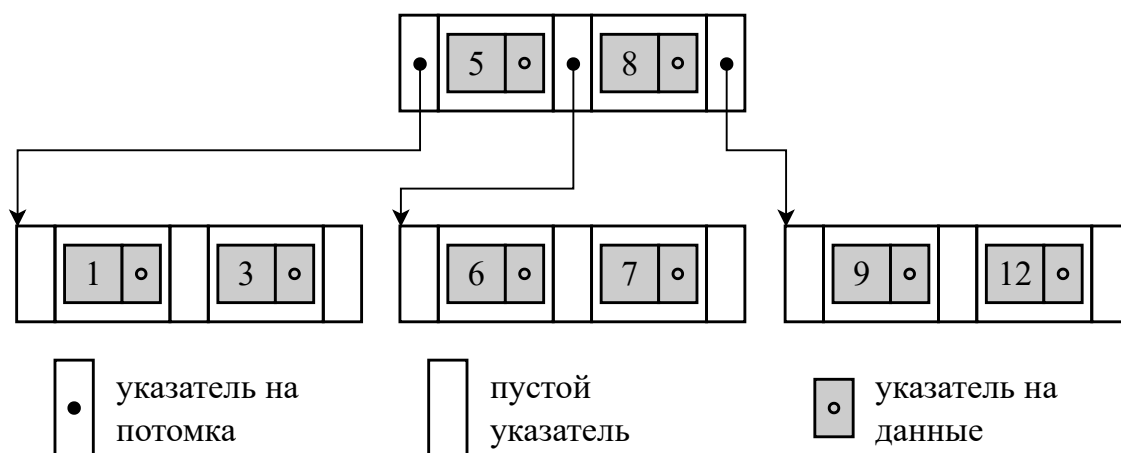 5 8
1 3 6 7 9 12
указатель на
потомка
пустой
указатель
указатель на
данные